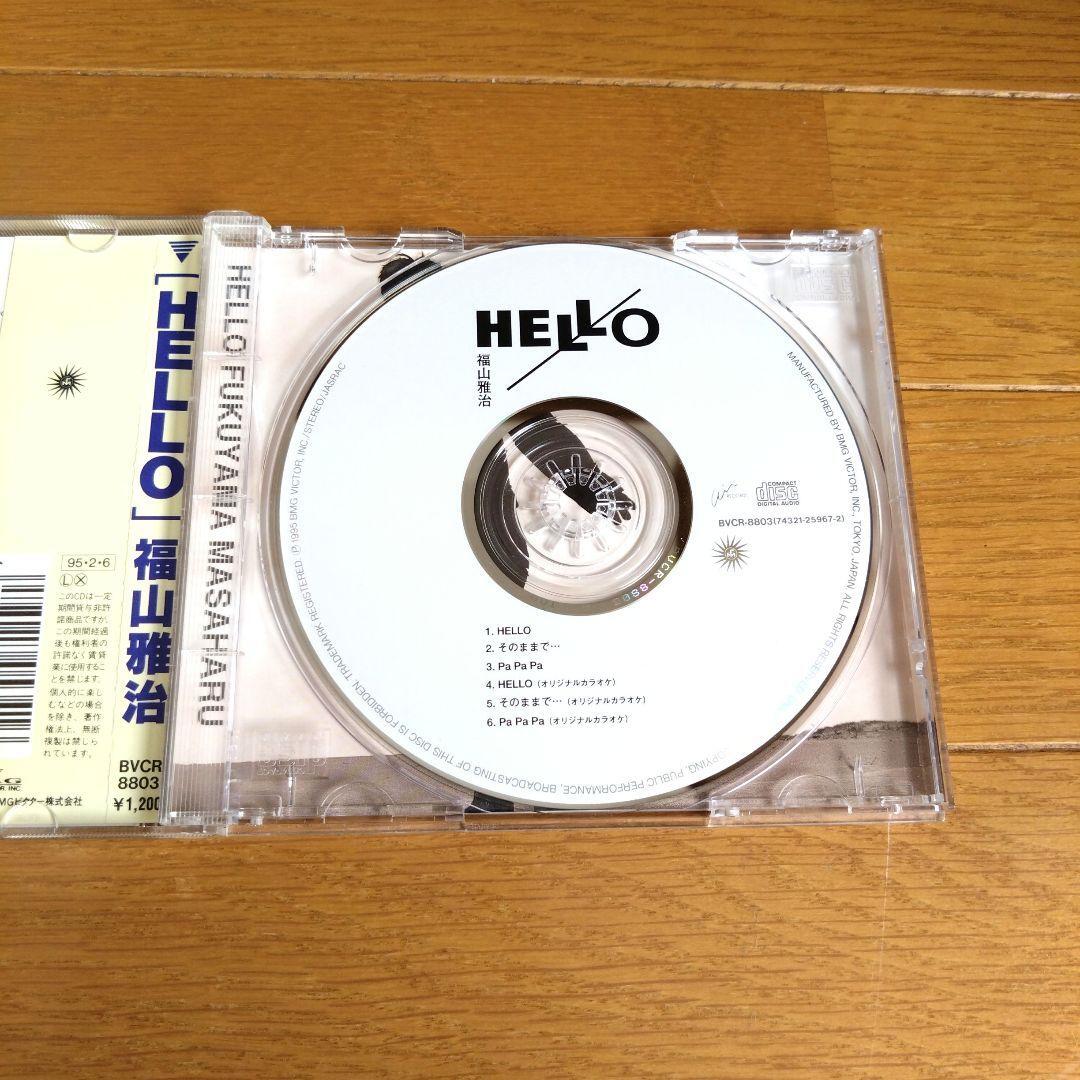 [HELLO] 福山雅治
95・2・6
Ⓛ Ⓧ
このCDは一定
期間貸与非許
諾商品ですが、
この期間経過
後も権利者の
許諾なく賃貸
業に使用するこ
とを禁じます。
個人的に楽し
むなどの場合
を除き、著作
権法上、無断
複製は禁じら
れています。
BMGビクター株式会社
BVCR
8803
¥1,200
HELLO FUKUYAMA MASAHARU
HELLO
福山雅治
COMPACT
disc
DIGITAL AUDIO
BVCR-8803(74321-25967-2)
1. HELLO
2. そのままで…
3. Pa Pa Pa
4. HELLO (オリジナルカラオケ)
5. そのままで… (オリジナルカラオケ)
6. Pa Pa Pa (オリジナルカラオケ)
MANUFACTURED BY BMG VICTOR, INC., TOKYO, JAPAN. ALL RIGHTS RESERVED
COPYING, PUBLIC PERFORMANCE, BROADCASTING OF THIS DISC IS FORBIDDEN. TRADEMARK REGISTERED. ℗ 1995 BMG VICTOR, INC./STEREO/JASRAC